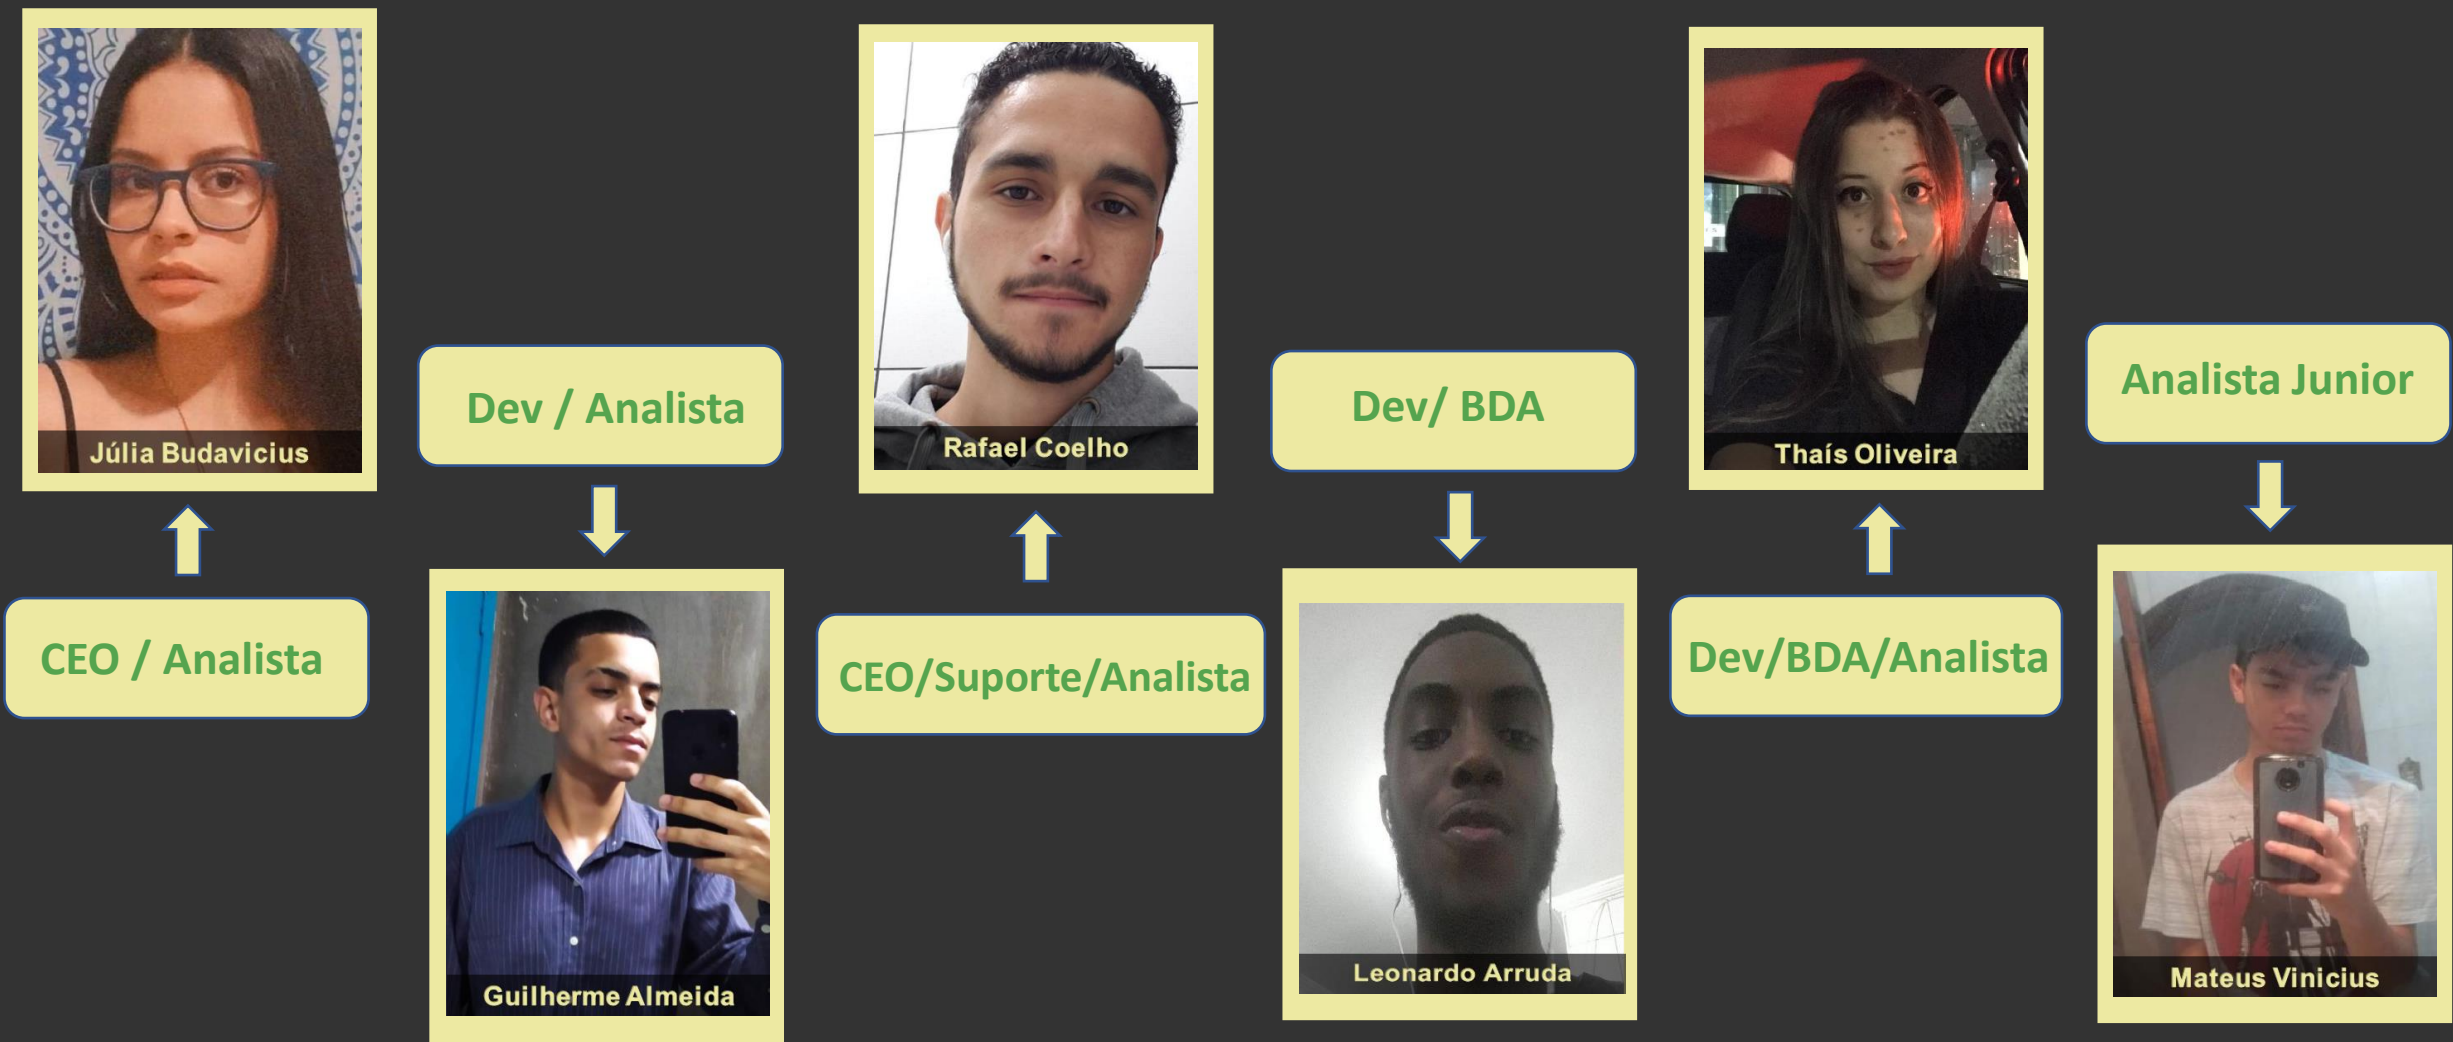 Júlia Budavicius
CEO / Analista
Dev / Analista
Guilherme Almeida
Rafael Coelho
CEO/Suporte/Analista
Dev/ BDA
Leonardo Arruda
Thaís Oliveira
Dev/BDA/Analista
Analista Junior
Mateus Vinicius